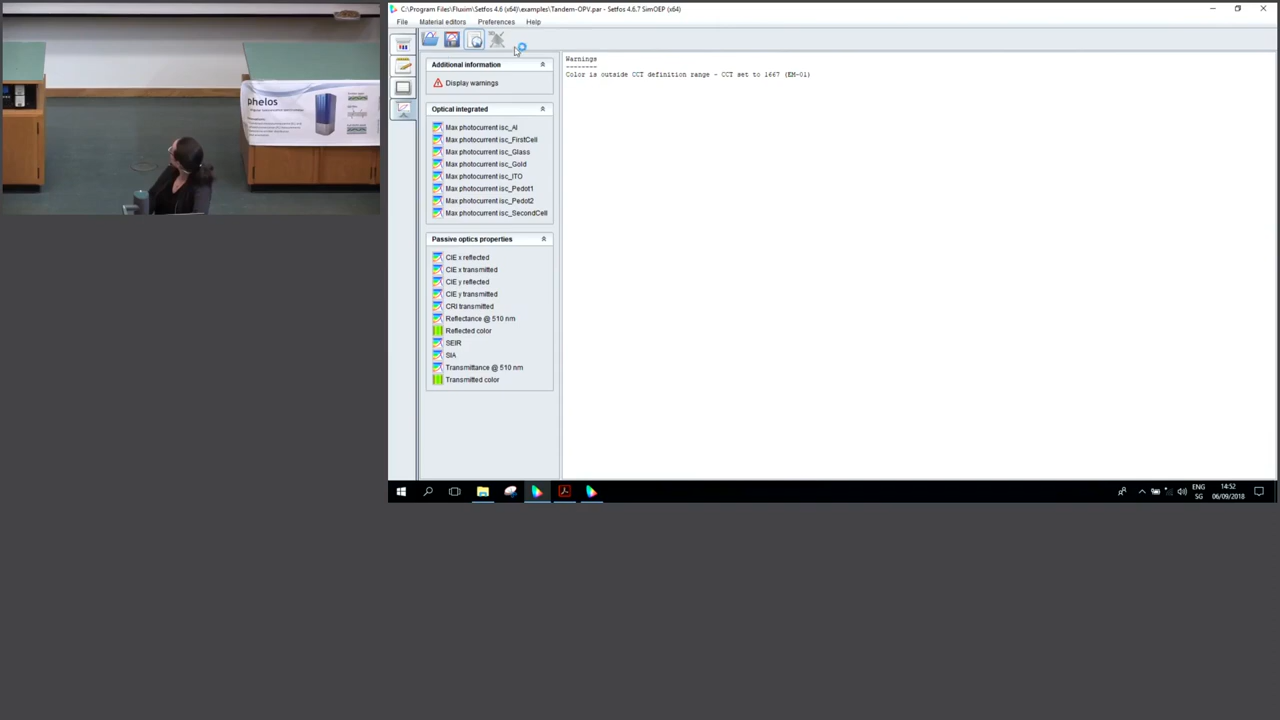 phelos
C:\Program Files\Fluxim\Setfos 4.6 (x64)\examples\Tandem-OPV.par - Setfos 4.6.7 SimOEP (x64)
File Material editors Preferences Help
Additional information
Display warnings
Optical integrated
Max photocurrent isc_Al
Max photocurrent isc_FirstCell
Max photocurrent isc_Glass
Max photocurrent isc_Gold
Max photocurrent isc_ITO
Max photocurrent isc_Pedot1
Max photocurrent isc_Pedot2
Max photocurrent isc_SecondCell
Passive optics properties
CIE x reflected
CIE x transmitted
CIE y reflected
CIE y transmitted
CRI transmitted
Reflectance @ 510 nm
Reflected color
SEIR
SIA
Transmittance @ 510 nm
Transmitted color
Warnings
--------
Color is outside CCT definition range - CCT set to 1667 (EM-01)
ENG
SG
14:52
06/09/2018